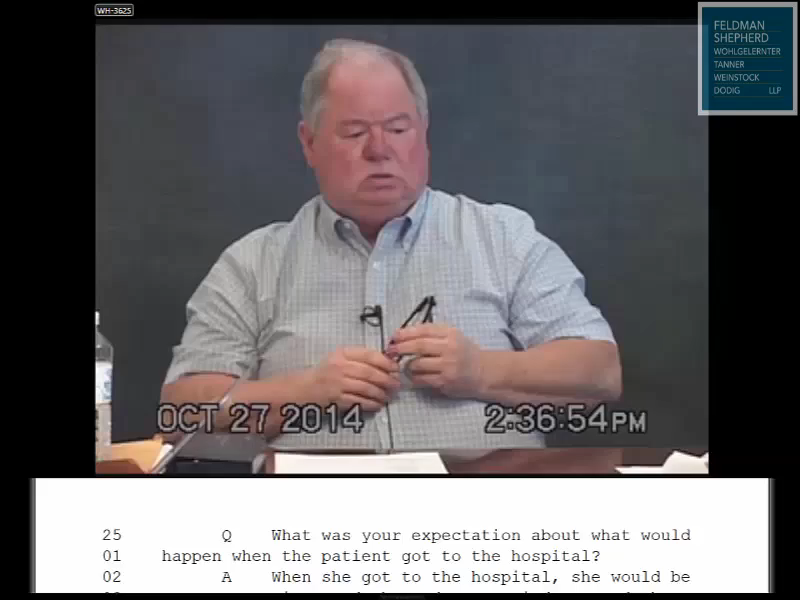 WH-3625
FELDMAN
SHEPHERD
WOHLGELERNTER
TANNER
WEINSTOCK
DODIG LLP
OCT 27 2014 2:36:54PM
25 Q What was your expectation about what would
01 happen when the patient got to the hospital?
02 A When she got to the hospital, she would be